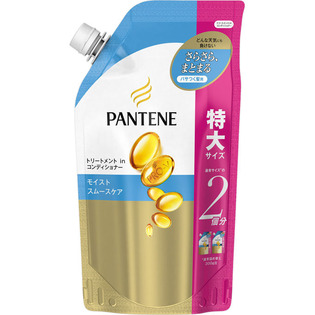 どんな天気にも
負けない
さらさら、
まとまる
パサつく髪用
PANTENE
トリートメント in
コンディショナー
モイスト
スムースケア
PRO-V
特大
サイズ
2
個分